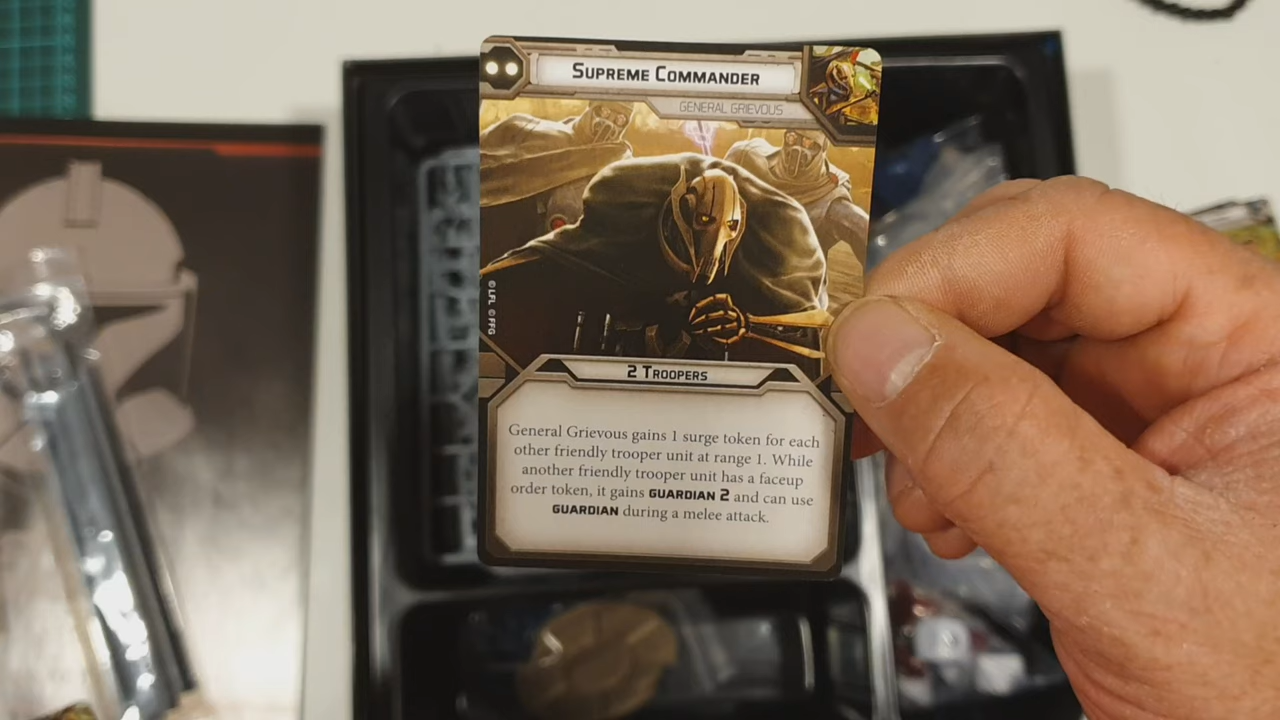 SUPREME COMMANDER
GENERAL GRIEVOUS
© LFL © FFG
2 TROOPERS
General Grievous gains 1 surge token for each
other friendly trooper unit at range 1. While
another friendly trooper unit has a faceup
order token, it gains GUARDIAN 2 and can use
GUARDIAN during a melee attack.